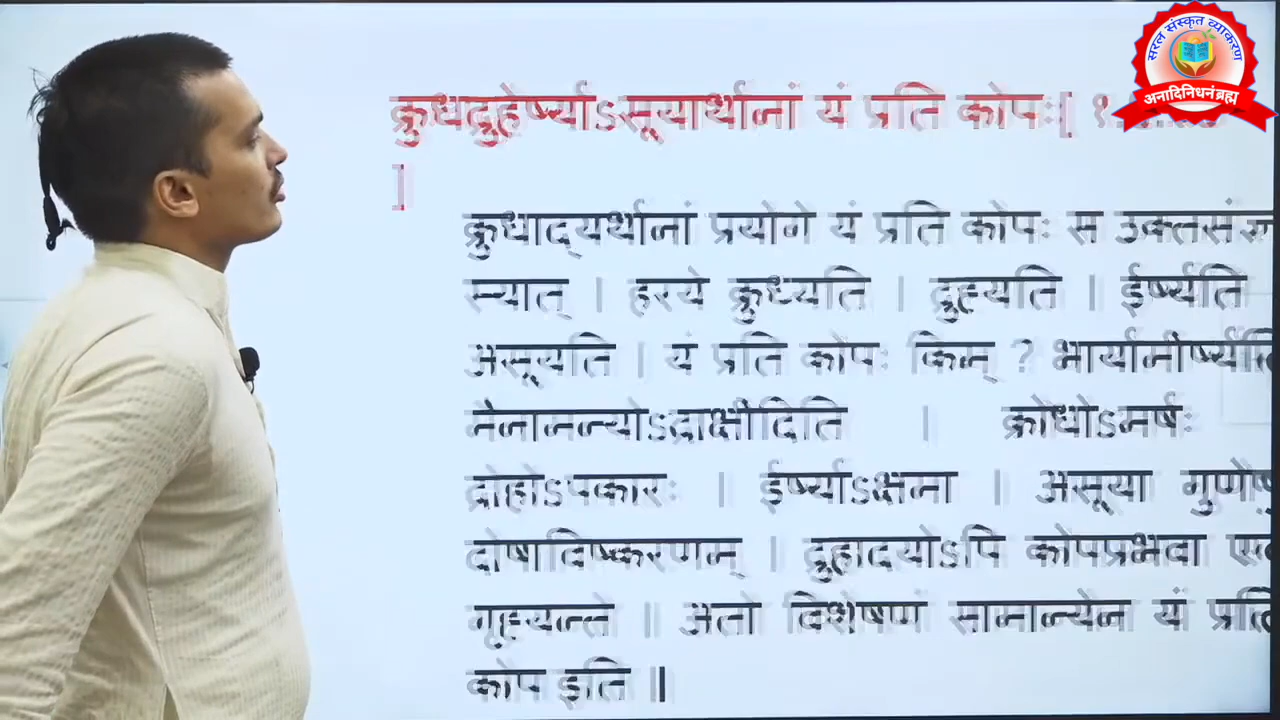 सरल संस्कृत व्याकरण
अनादिनिधनं ब्रह्म
क्रुधद्रुहेर्ष्याऽसूयार्थानां यं प्रति कोपः[
]
क्रुधाद्यर्थानां प्रयोगे यं प्रति कोपः स उक्तसंज्ञ
स्यात् । हरये क्रुध्यति । द्रुह्यति । ईर्ष्यति
असूयति । यं प्रति कोपः किम् ? भार्यामीर्ष्यति
मैनामन्योऽद्राक्षीदिति । क्रोधोऽमर्षः
द्रोहोऽपकारः । ईर्ष्याऽक्षमा । असूया गुणेषु
दोषाविष्करणम् । द्रुहादयोऽपि कोपप्रभवा एव
गृह्यन्ते ॥ अतो विशेषणं सामान्येन यं प्रति
कोप इति ॥